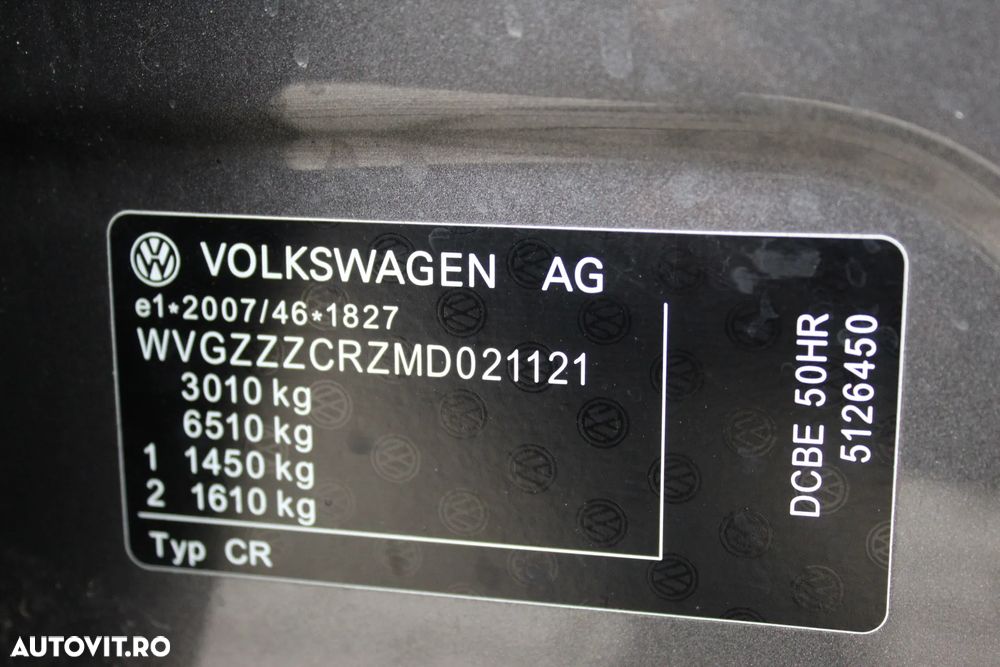 VOLKSWAGEN AG
e1*2007/46*1827
WVGZZZCRZMD021121
3010 kg
6510 kg
1 1450 kg
2 1610 kg
Typ CR
DCBE 50HR
5126450
AUTOVIT.RO